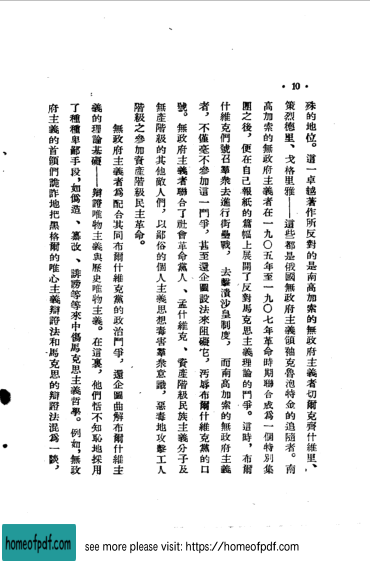 · 10 ·
殊的地位。這一卓越著作所反對的是南高加索的無政府主義者切爾克齊什維里、
策烈德里、戈格里雅——這些都是俄國無政府主義領袖克魯泡特金的追隨者。南
高加索的無政府主義者在一九〇五年至一九〇七年革命時期聯合成爲一個特別集
團之後，便在自己報紙的篇幅上展開了反對馬克思主義理論的鬥爭。這時，布爾
什維克們號召羣衆去進行街壘戰，去擊潰沙皇制度，而南高加索的無政府主義
者，不僅毫不參加這一鬥爭，甚至還企圖設法來阻礙它，汚辱布爾什維克黨的口
號。無政府主義者聯合了社會革命黨人、孟什維克、資產階級民族主義分子及
無產階級的其他敵人們，以鄙俗的個人主義思想毒害羣衆意識，惡毒地攻擊工人
階級之參加資產階級民主革命。
無政府主義者爲配合其同布爾什維克黨的政治鬥爭，還企圖曲解布爾什維主
義的理論基礎——辯證唯物主義與歷史唯物主義。在這裏，他們恬不知恥地採用
了種種卑鄙手段，如僞造、篡改、誹謗等等來中傷馬克思主義哲學。例如，無政
府主義的首領們詭詐地把黑格爾的唯心主義辯證法和馬克思的辯證法混爲一談，
homeofpdf.com
see more please visit: https://homeofpdf.com